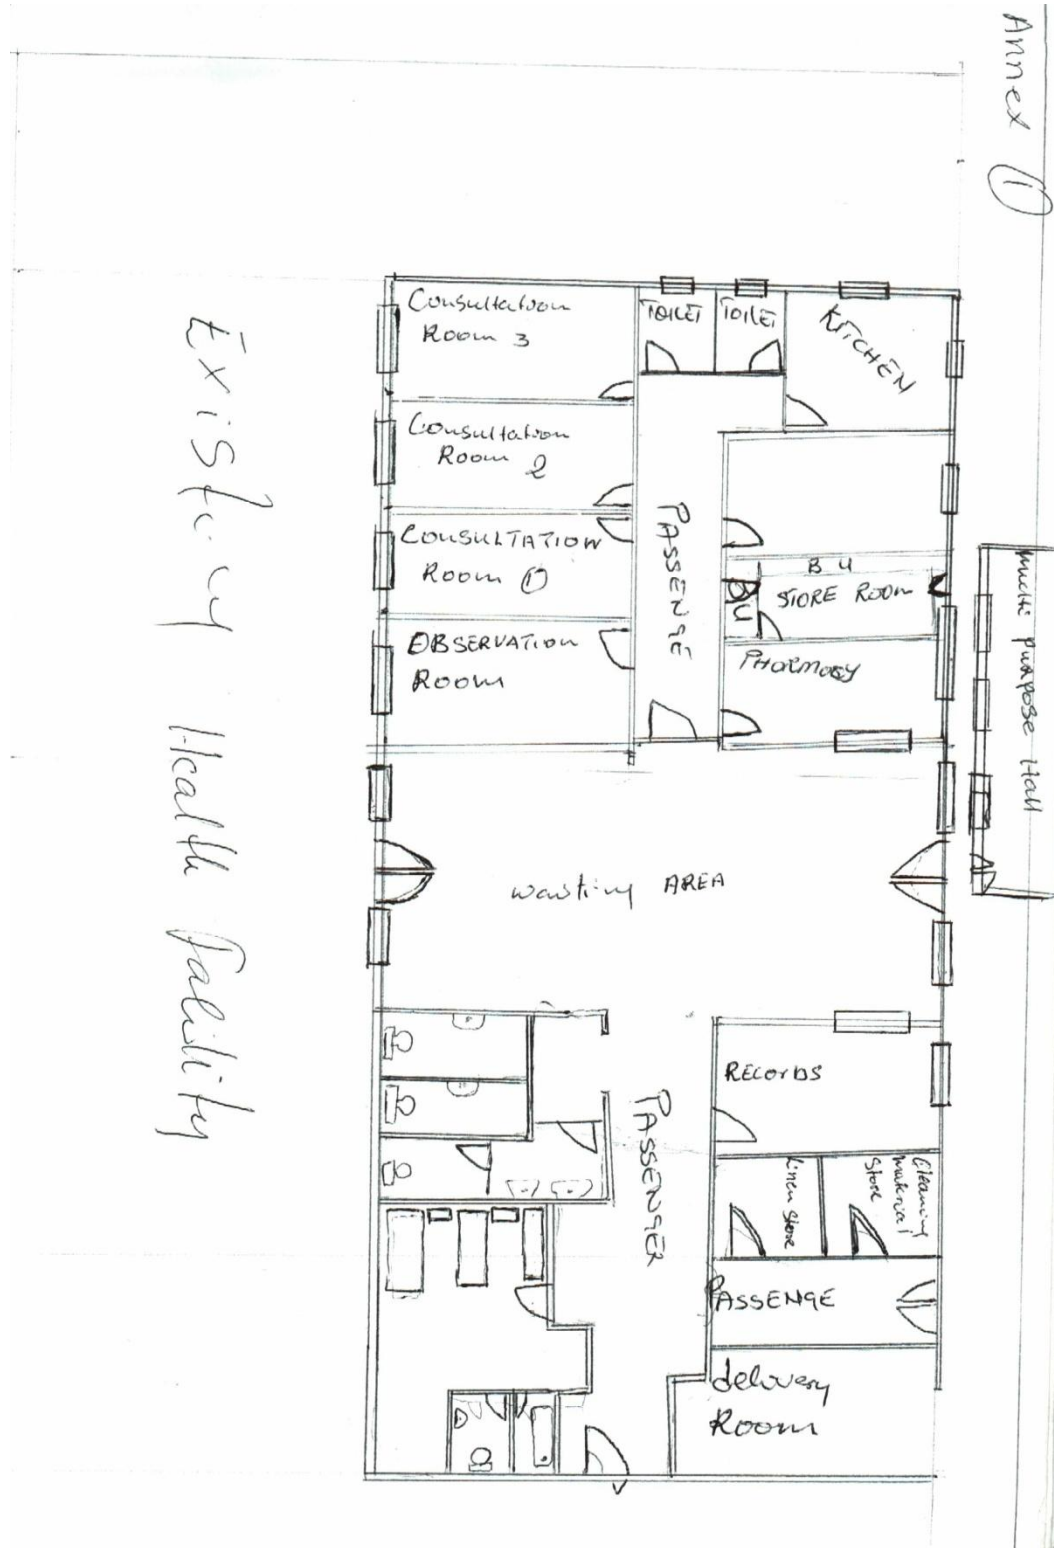 Annex ①
Existing Health Facility
Consultation
Room 3
TOILET
TOILET
KITCHEN
Consultation
Room 2
CONSULTATION
Room ①
OBSERVATION
ROOM
PASSENGE
B U
BU
STORE ROOM
PHARMACY
multi purpose Hall
waiting AREA
RECORDS
PASSENGER
Linen store
Cleaning
material
Store
PASSENGE
delivery
Room